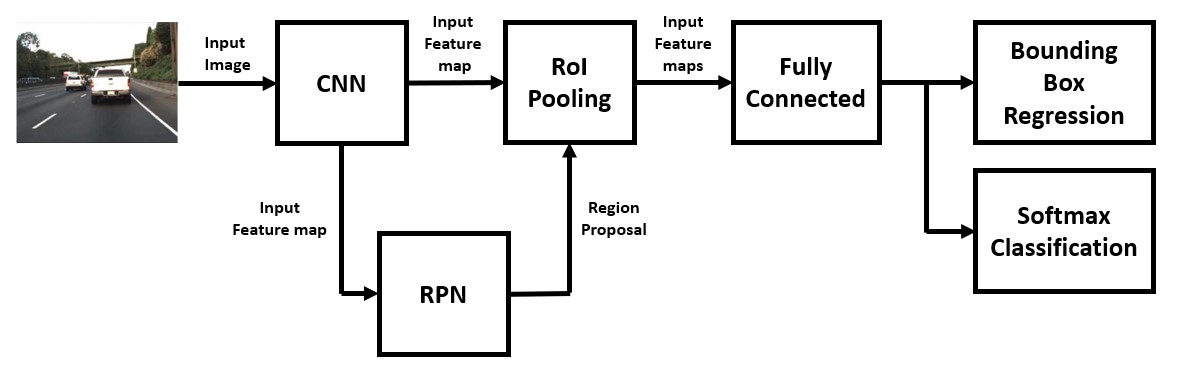 Input
Image
CNN
Input
Feature
map
RoI
Pooling
Input
Feature
maps
Fully
Connected
Bounding
Box
Regression
Input
Feature map
RPN
Region
Proposal
Softmax
Classification